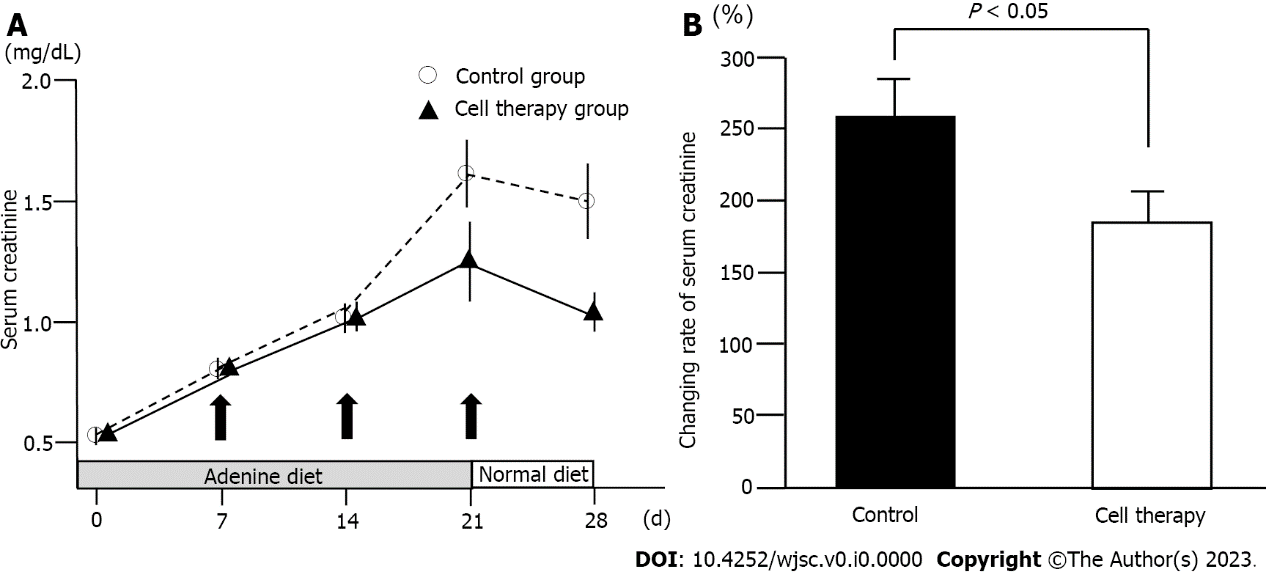 A
(mg/dL)
Serum creatinine
2.0
1.5
1.0
0.5
Control group
Cell therapy group
Adenine diet
Normal diet
0 7 14 21 28 (d)
B (%)
P < 0.05
Changing rate of serum creatinine
300
250
200
150
100
50
0
Control Cell therapy
DOI: 10.4252/wjsc.v0.i0.0000 Copyright ©The Author(s) 2023.